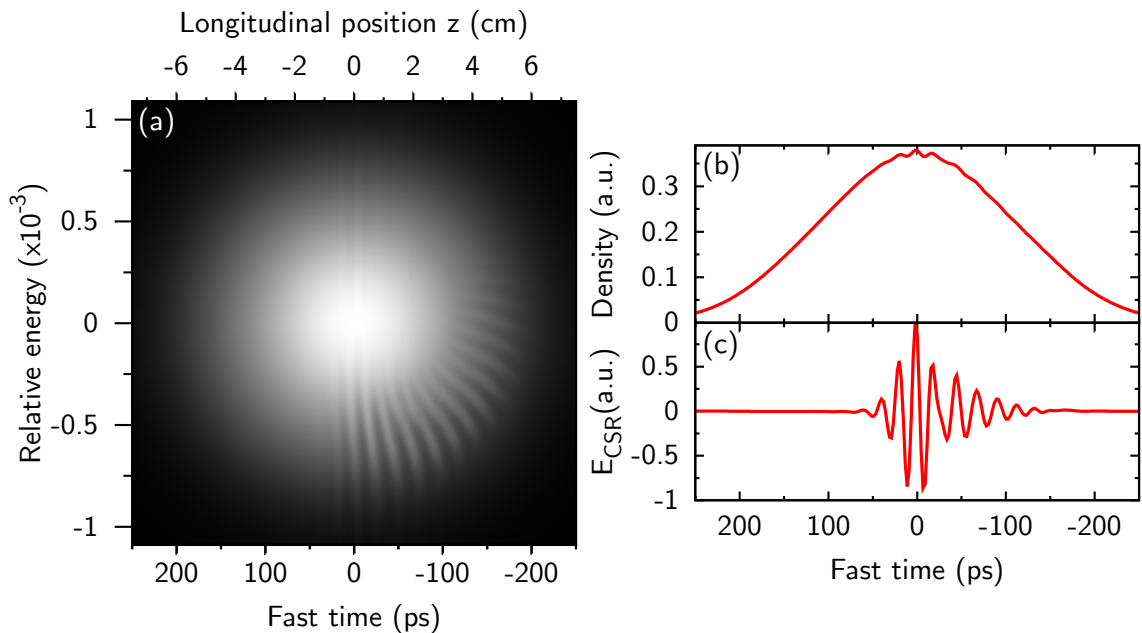 Longitudinal position z (cm)
-6 -4 -2 0 2 4 6
(a)
Relative energy (x10⁻³)
1
0.5
0
-0.5
-1
200 100 0 -100 -200
Fast time (ps)
(b)
Density (a.u.)
0.3
0.2
0.1
0
(c)
E_CSR(a.u.)
0.5
0
-0.5
-1
200 100 0 -100 -200
Fast time (ps)